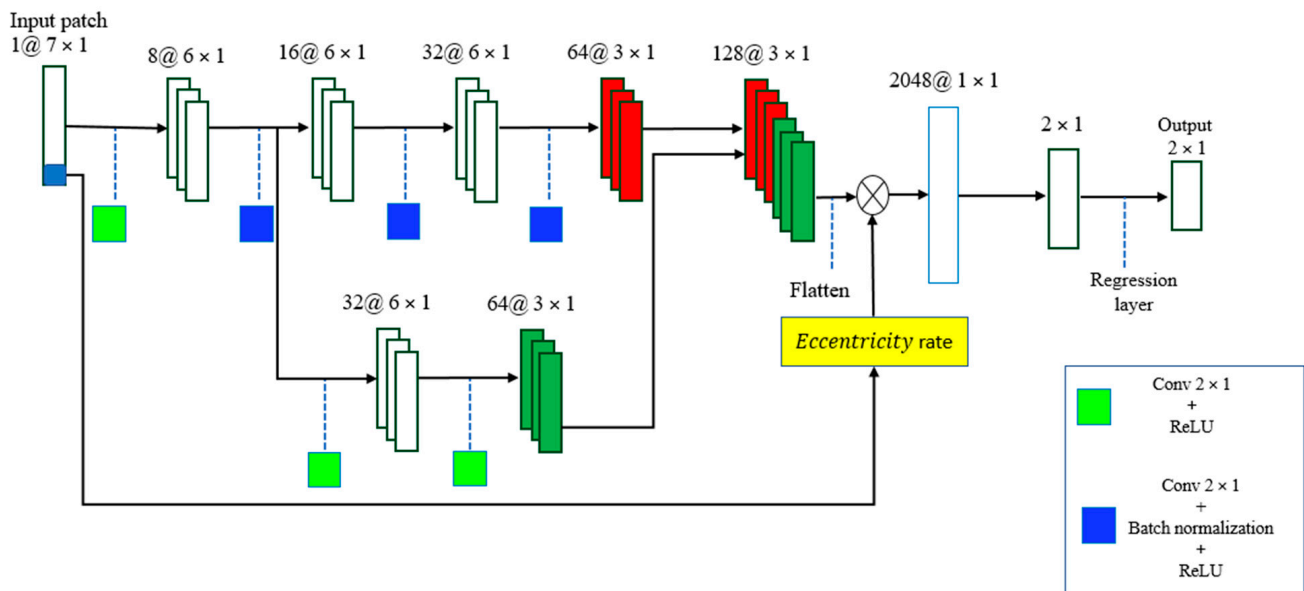 Input patch
1@ 7 × 1
8@ 6 × 1
16@ 6 × 1
32@ 6 × 1
64@ 3 × 1
128@ 3 × 1
2048@ 1 × 1
2 × 1
Output
2 × 1
Flatten
Regression
layer
32@ 6 × 1
64@ 3 × 1
Eccentricity rate
Conv 2 × 1
+
ReLU
Conv 2 × 1
+
Batch normalization
+
ReLU